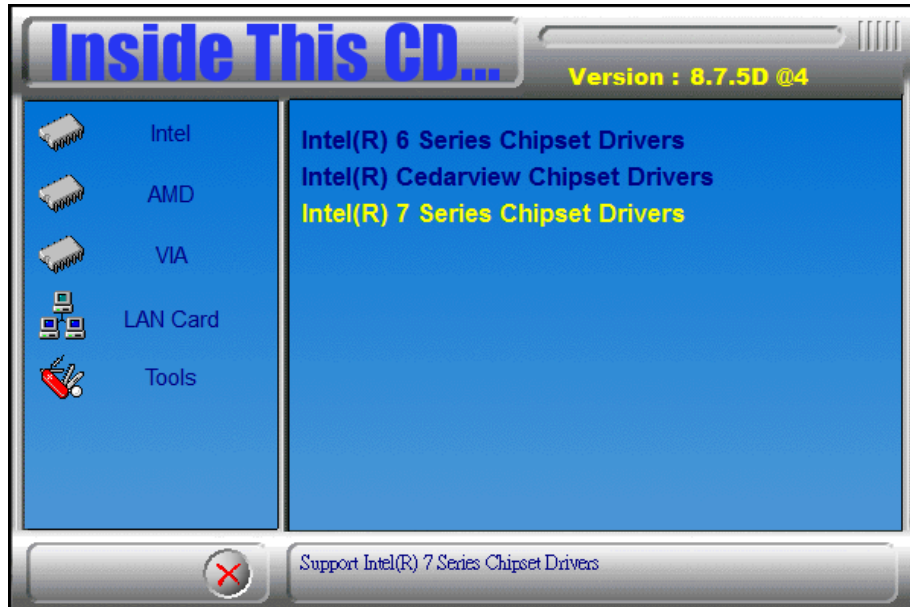 Inside This CD...
Version : 8.7.5D @4
Intel
AMD
VIA
LAN Card
Tools
Intel(R) 6 Series Chipset Drivers
Intel(R) Cedarview Chipset Drivers
Intel(R) 7 Series Chipset Drivers
Support Intel(R) 7 Series Chipset Drivers